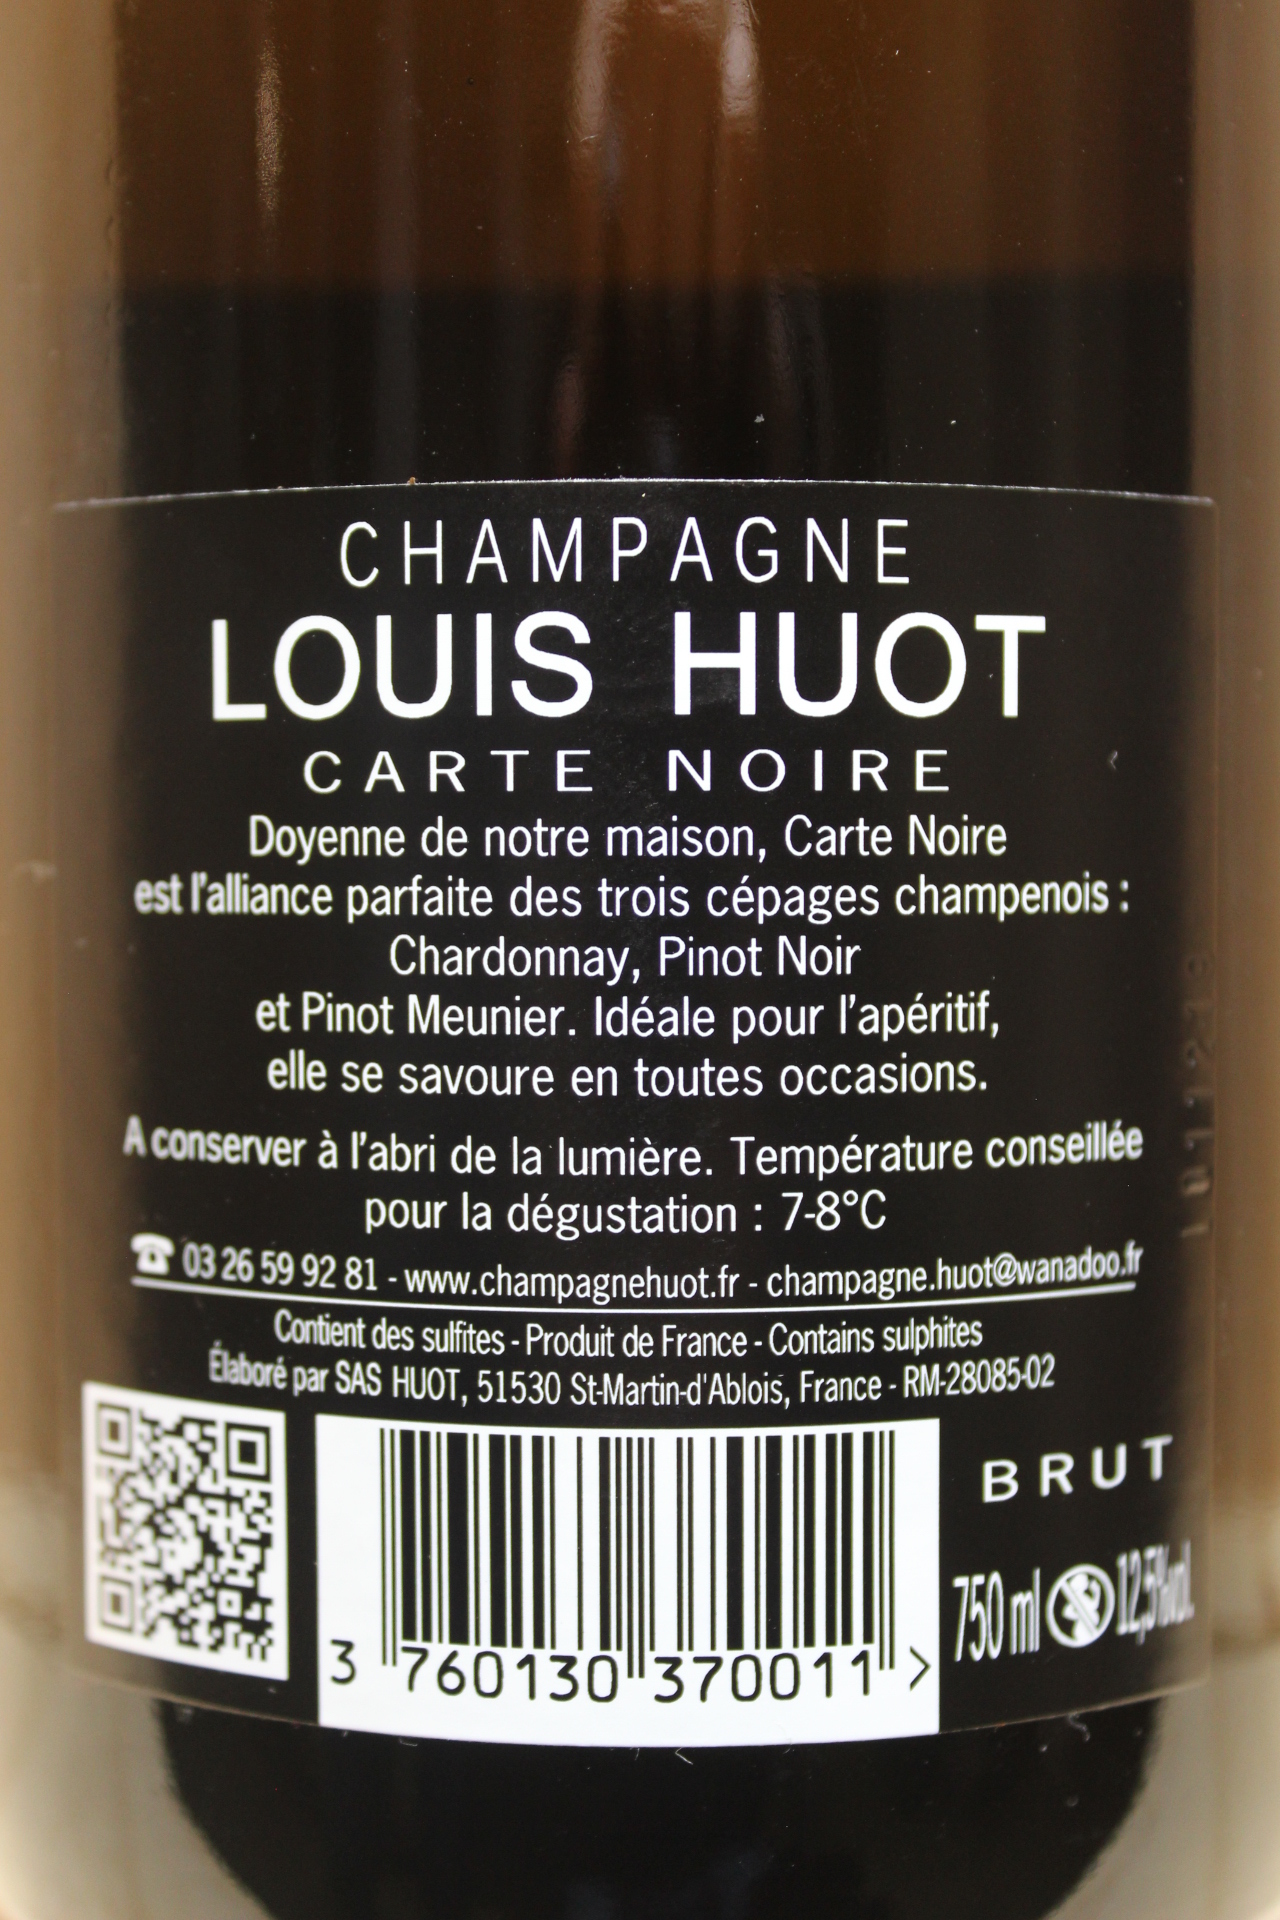 CHAMPAGNE
LOUIS HUOT
CARTE NOIRE
Doyenne de notre maison, Carte Noire
est l'alliance parfaite des trois cépages champenois :
Chardonnay, Pinot Noir
et Pinot Meunier. Idéale pour l'apéritif,
elle se savoure en toutes occasions.
A conserver à l'abri de la lumière. Température conseillée
pour la dégustation : 7-8°C
☎ 03 26 59 92 81 - www.champagnehuot.fr - champagne.huot@wanadoo.fr
Contient des sulfites - Produit de France - Contains sulphites
Élaboré par SAS HUOT, 51530 St-Martin-d'Ablois, France - RM-28085-02
BRUT
750 ml 12,5%vol.
3 760130 370011 >